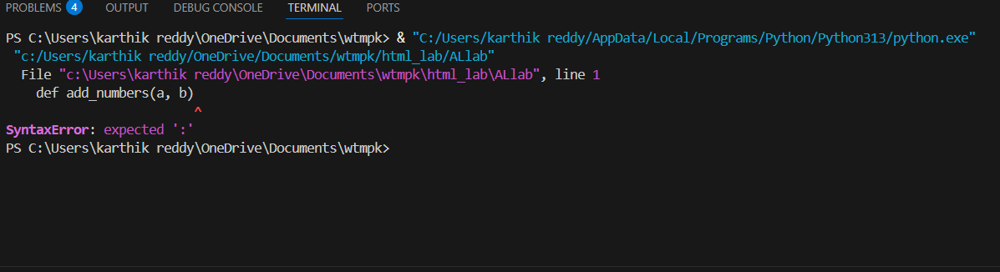 PROBLEMS 4 OUTPUT DEBUG CONSOLE TERMINAL PORTS
PS C:\Users\karthik reddy\OneDrive\Documents\wtmpk> & "C:/Users/karthik reddy/AppData/Local/Programs/Python/Python313/python.exe"
"c:/Users/karthik reddy/OneDrive/Documents/wtmpk/html_lab/ALlab"
File "c:\Users\karthik reddy\OneDrive\Documents\wtmpk\html_lab\ALlab", line 1
def add_numbers(a, b)
^
SyntaxError: expected ':'
PS C:\Users\karthik reddy\OneDrive\Documents\wtmpk>